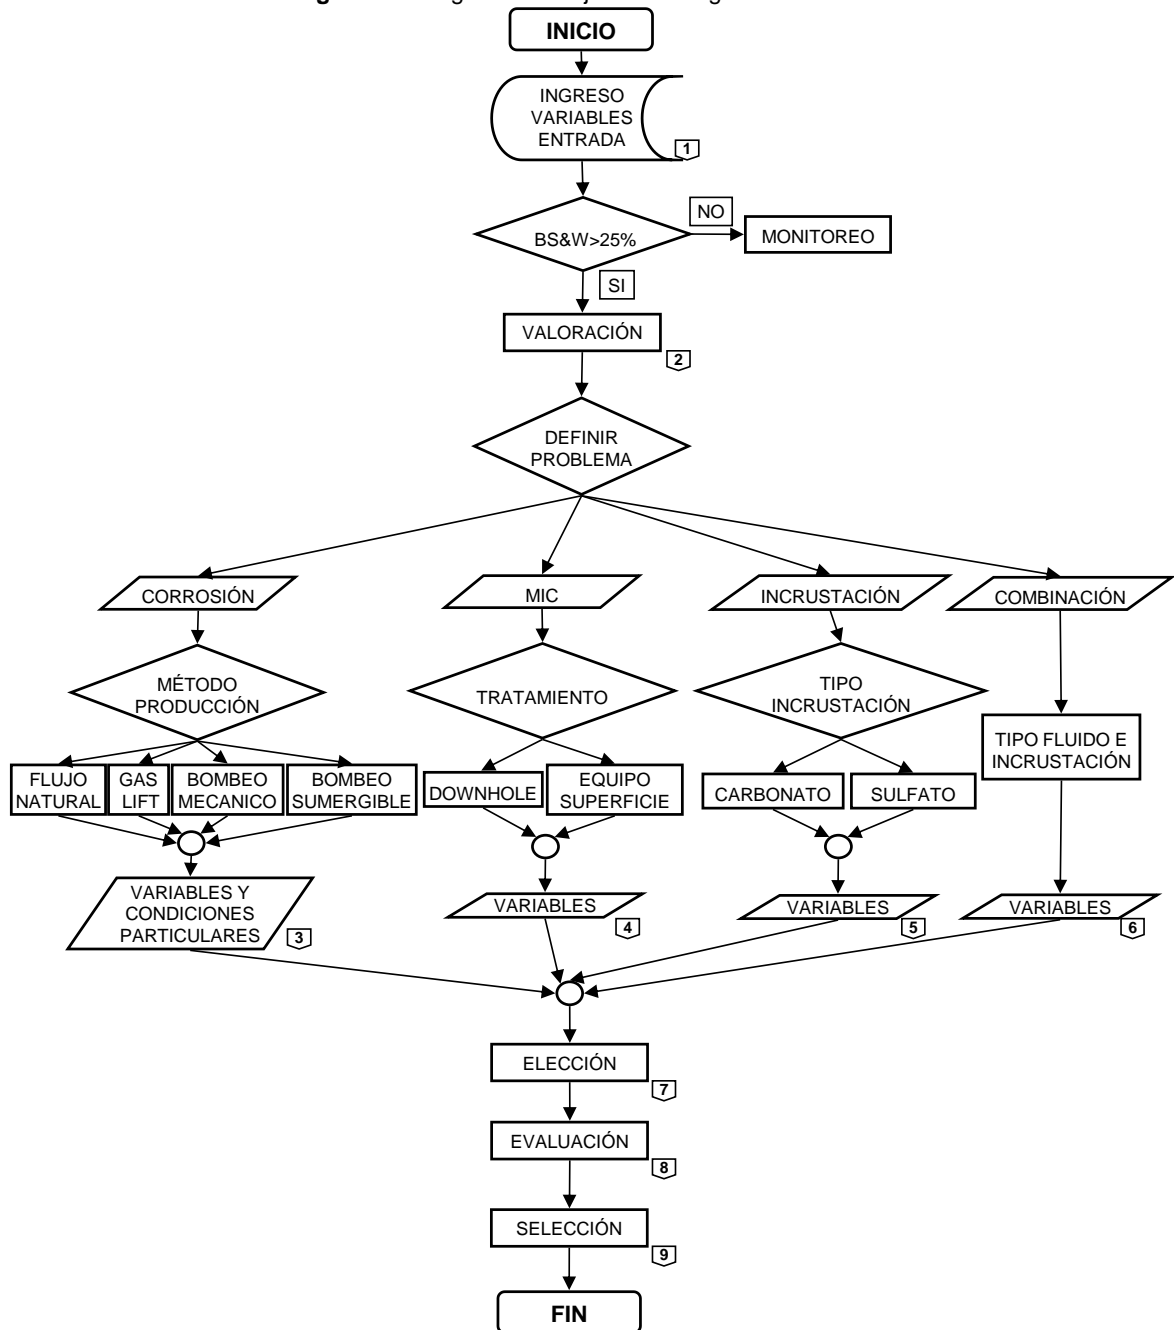 INICIO
INGRESO
VARIABLES
ENTRADA
1
BS&W>25%
NO
MONITOREO
SI
VALORACIÓN
2
DEFINIR
PROBLEMA
CORROSIÓN
MIC
INCRUSTACIÓN
COMBINACIÓN
MÉTODO
PRODUCCIÓN
TRATAMIENTO
TIPO
INCRUSTACIÓN
TIPO FLUIDO E
INCRUSTACIÓN
FLUJO
NATURAL
GAS
LIFT
BOMBEO
MECANICO
BOMBEO
SUMERGIBLE
DOWNHOLE
EQUIPO
SUPERFICIE
CARBONATO
SULFATO
VARIABLES Y
CONDICIONES
PARTICULARES
3
VARIABLES
4
VARIABLES
5
VARIABLES
6
ELECCIÓN
7
EVALUACIÓN
8
SELECCIÓN
9
FIN